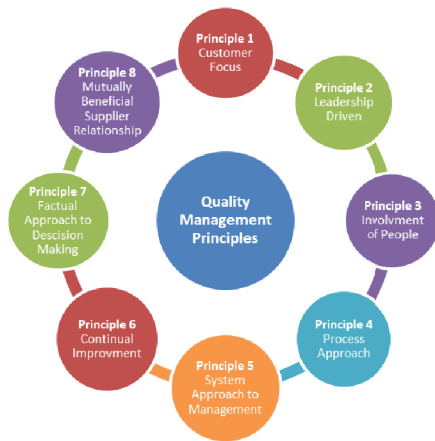 Principle 1
Customer
Focus
Principle 2
Leadership
Driven
Principle 3
Involvment
of People
Principle 4
Process
Approach
Principle 5
System
Approach to
Management
Principle 6
Continual
Improvment
Principle 7
Factual
Approach to
Descision
Making
Principle 8
Mutually
Beneficial
Supplier
Relationship
Quality
Management
Principles